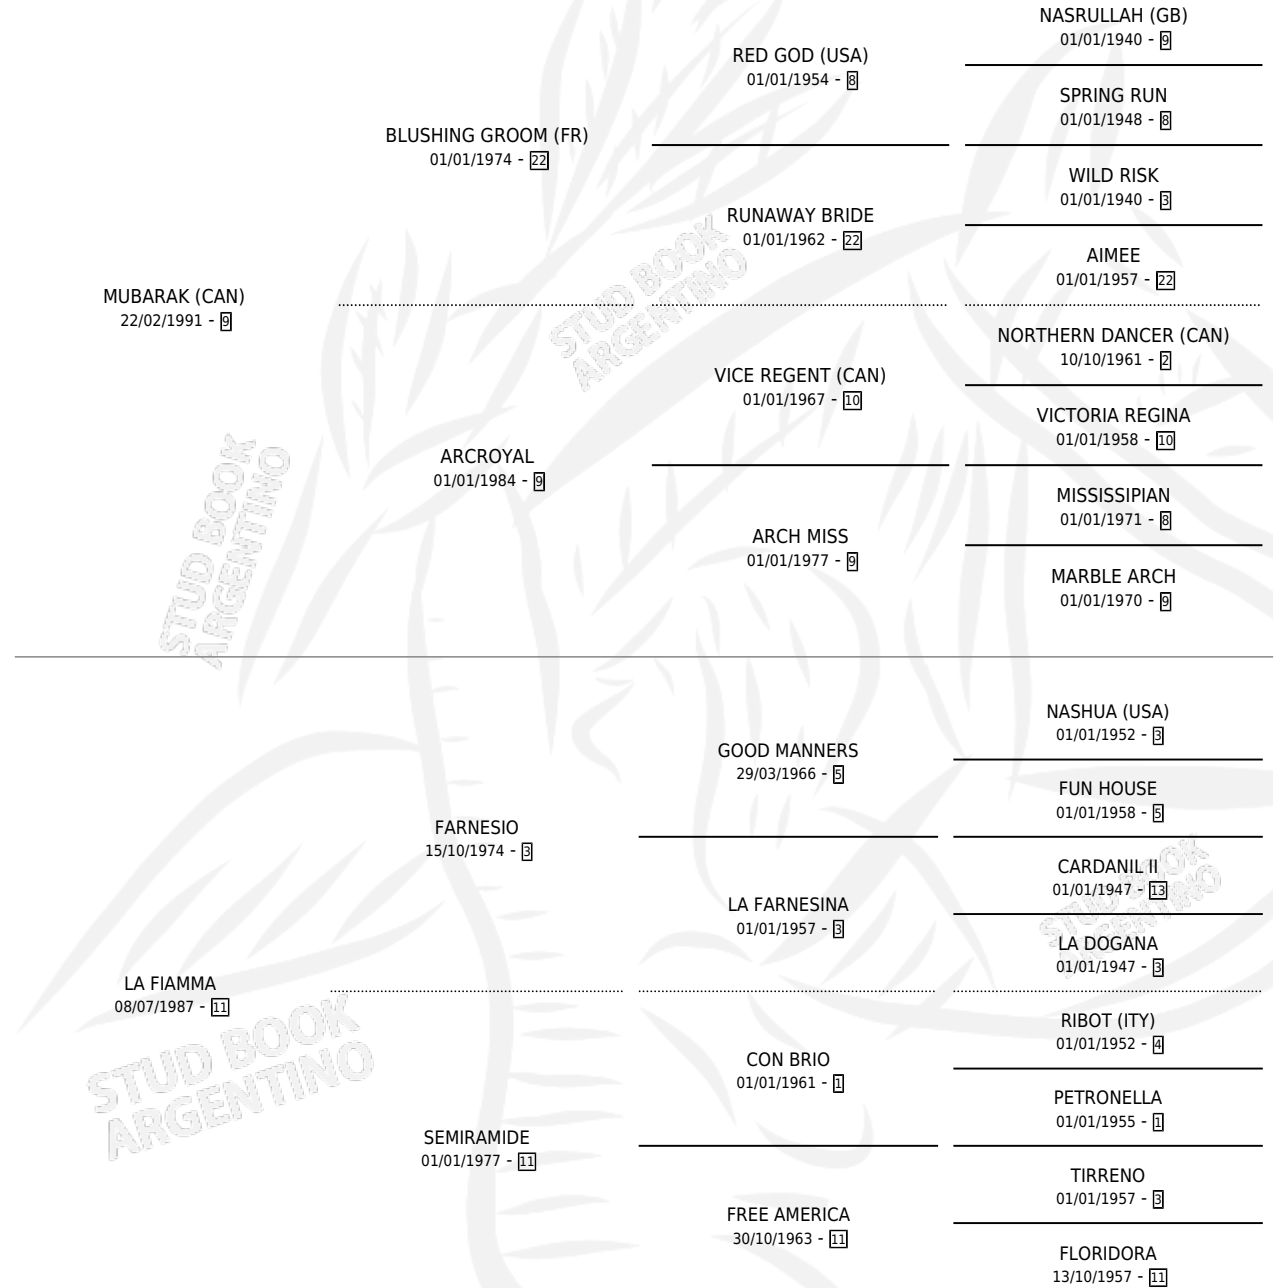 NASRULLAH (GB)
01/01/1940 - 9
RED GOD (USA)
01/01/1954 - 8
SPRING RUN
01/01/1948 - 8
BLUSHING GROOM (FR)
01/01/1974 - 22
WILD RISK
01/01/1940 - 3
RUNAWAY BRIDE
01/01/1962 - 22
AIMEE
01/01/1957 - 22
MUBARAK (CAN)
22/02/1991 - 9
STUD BOOK
ARGENTINO
NORTHERN DANCER (CAN)
10/10/1961 - 2
VICE REGENT (CAN)
01/01/1967 - 10
VICTORIA REGINA
01/01/1958 - 10
ARCROYAL
01/01/1984 - 9
MISSISSIPIAN
01/01/1971 - 8
ARCH MISS
01/01/1977 - 9
MARBLE ARCH
01/01/1970 - 9
STUD BOOK
ARGENTINO
NASHUA (USA)
01/01/1952 - 3
GOOD MANNERS
29/03/1966 - 5
FUN HOUSE
01/01/1958 - 5
FARNESIO
15/10/1974 - 3
CARDANIL II
01/01/1947 - 13
LA FARNESINA
01/01/1957 - 3
LA DOGANA
01/01/1947 - 3
STUD BOOK
ARGENTINO
LA FIAMMA
08/07/1987 - 11
RIBOT (ITY)
01/01/1952 - 4
CON BRIO
01/01/1961 - 1
PETRONELLA
01/01/1955 - 1
STUD BOOK
ARGENTINO
SEMIRAMIDE
01/01/1977 - 11
TIRRENO
01/01/1957 - 3
FREE AMERICA
30/10/1963 - 11
FLORIDORA
13/10/1957 - 11